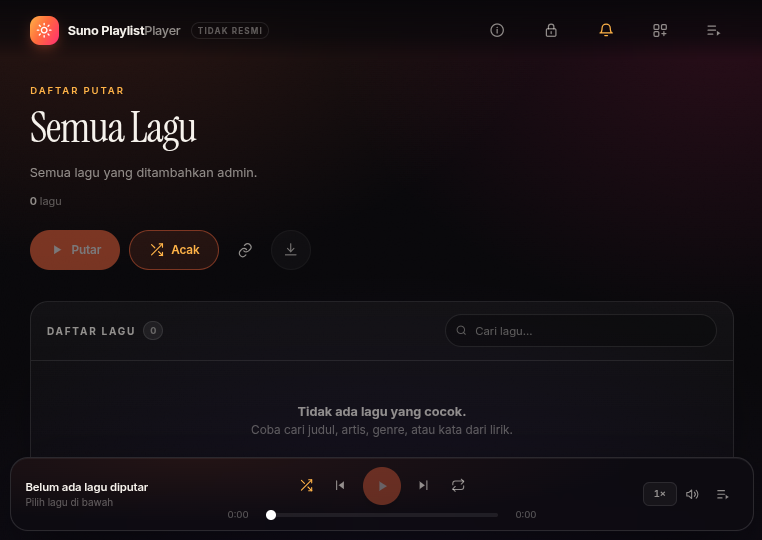 Suno PlaylistPlayer TIDAK RESMI
DAFTAR PUTAR
Semua Lagu
Semua lagu yang ditambahkan admin.
0 lagu
Putar Acak
DAFTAR LAGU 0 Cari lagu...
Tidak ada lagu yang cocok.
Coba cari judul, artis, genre, atau kata dari lirik.
Belum ada lagu diputar
Pilih lagu di bawah
0:00 0:00
1×